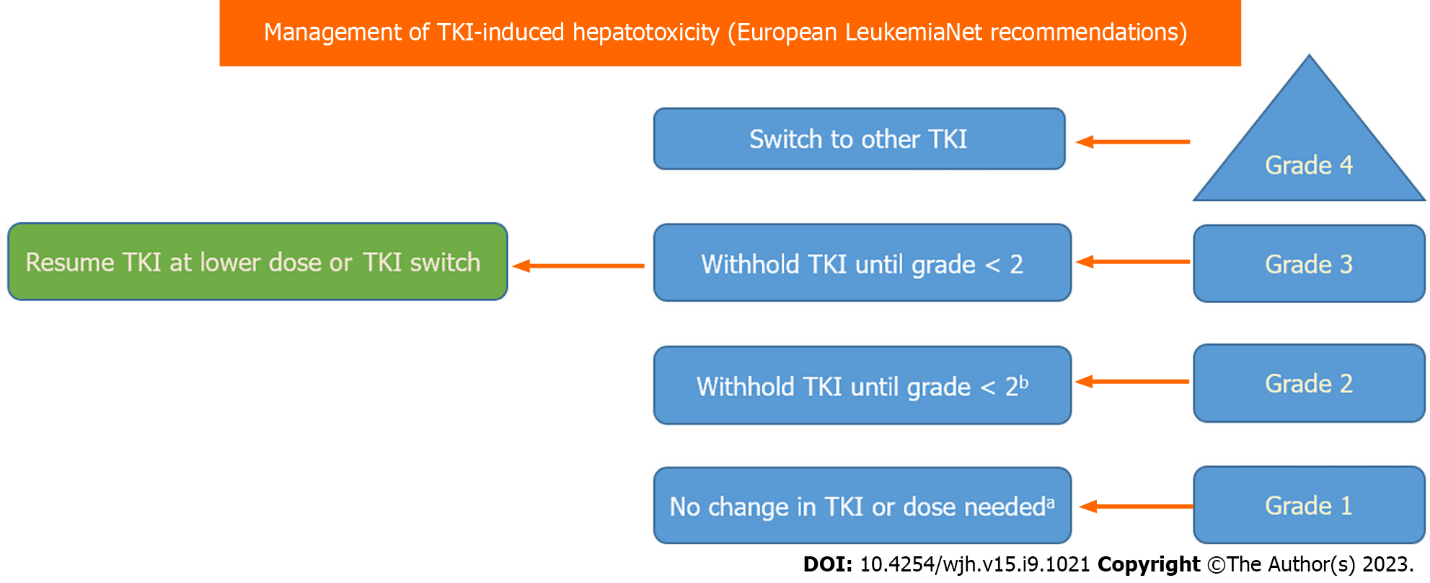 Management of TKI-induced hepatotoxicity (European LeukemiaNet recommendations)
Switch to other TKI
Grade 4
Resume TKI at lower dose or TKI switch
Withhold TKI until grade < 2
Grade 3
Withhold TKI until grade < 2ᵇ
Grade 2
No change in TKI or dose neededᵃ
Grade 1
DOI: 10.4254/wjh.v15.i9.1021 Copyright ©The Author(s) 2023.